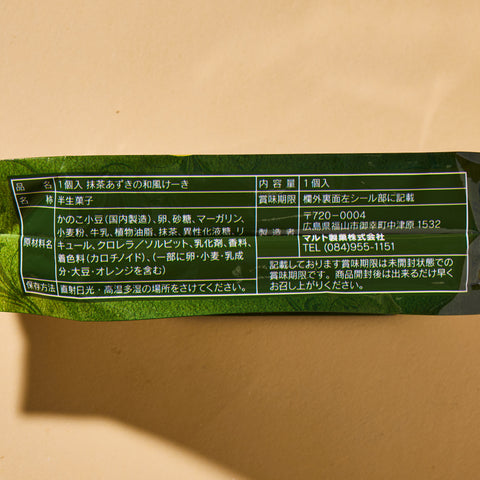 品名 1個入 抹茶あずきの和風けーき
名称 半生菓子
原材料名 かのこ小豆(国内製造)、卵、砂糖、マーガリン、
小麦粉、牛乳、植物油脂、抹茶、異性化液糖、リ
キュール、クロレラ/ソルビット、乳化剤、香料、
着色料(カロチノイド)、(一部に卵・小麦・乳成
分・大豆・オレンジを含む)
保存方法 直射日光・高温多湿の場所をさけてください。
内容量 1個入
賞味期限 欄外裏面左シール部に記載
製造者 〒720-0004
広島県福山市御幸町中津原1532
マルト製菓株式会社
TEL (084)955-1151
記載しております賞味期限は未開封状態での
賞味期限です。商品開封後は出来るだけ早く
お召し上がりください。